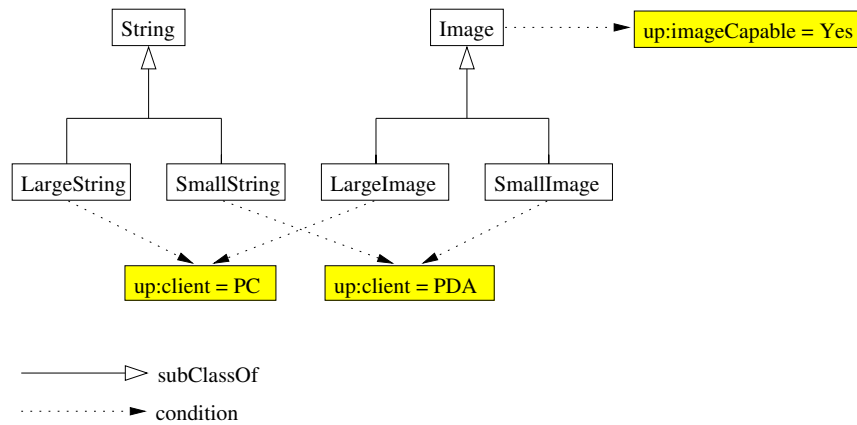 String
Image
up:imageCapable = Yes
LargeString
SmallString
LargeImage
SmallImage
up:client = PC
up:client = PDA
subClassOf
condition